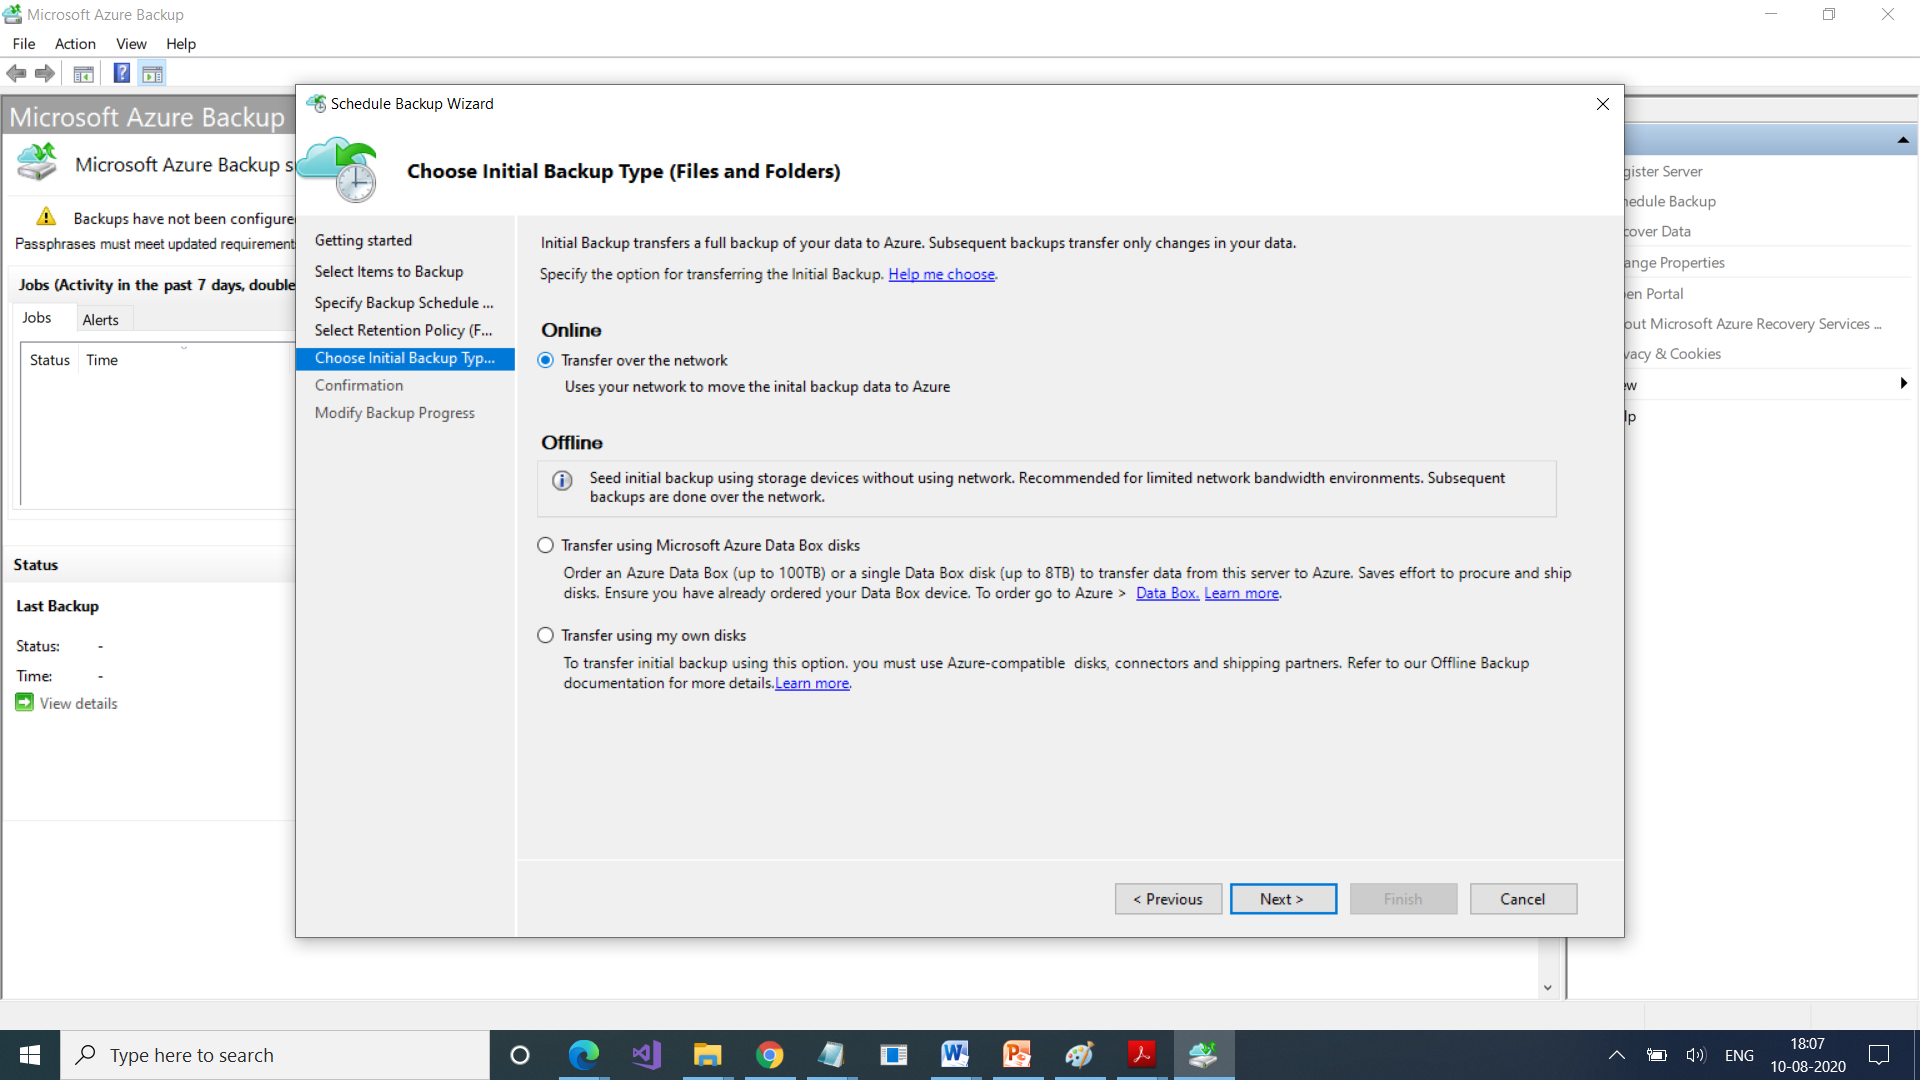 Microsoft Azure Backup
File Action View Help
Microsoft Azure Backup
Microsoft Azure Backup s
Backups have not been configure
Passphrases must meet updated requirements
Jobs (Activity in the past 7 days, double
Jobs Alerts
Status Time
Status
Last Backup
Status: -
Time: -
View details
Schedule Backup Wizard
Choose Initial Backup Type (Files and Folders)
Getting started
Select Items to Backup
Specify Backup Schedule ...
Select Retention Policy (F...
Choose Initial Backup Typ...
Confirmation
Modify Backup Progress
Initial Backup transfers a full backup of your data to Azure. Subsequent backups transfer only changes in your data.
Specify the option for transferring the Initial Backup. Help me choose.
Online
Transfer over the network
Uses your network to move the inital backup data to Azure
Offline
Seed initial backup using storage devices without using network. Recommended for limited network bandwidth environments. Subsequent
backups are done over the network.
Transfer using Microsoft Azure Data Box disks
Order an Azure Data Box (up to 100TB) or a single Data Box disk (up to 8TB) to transfer data from this server to Azure. Saves effort to procure and ship
disks. Ensure you have already ordered your Data Box device. To order go to Azure > Data Box. Learn more.
Transfer using my own disks
To transfer initial backup using this option. you must use Azure-compatible disks, connectors and shipping partners. Refer to our Offline Backup
documentation for more details.Learn more.
< Previous Next > Finish Cancel
gister Server
hedule Backup
cover Data
ange Properties
en Portal
out Microsoft Azure Recovery Services ...
vacy & Cookies
ew
lp
Type here to search
ENG
18:07
10-08-2020